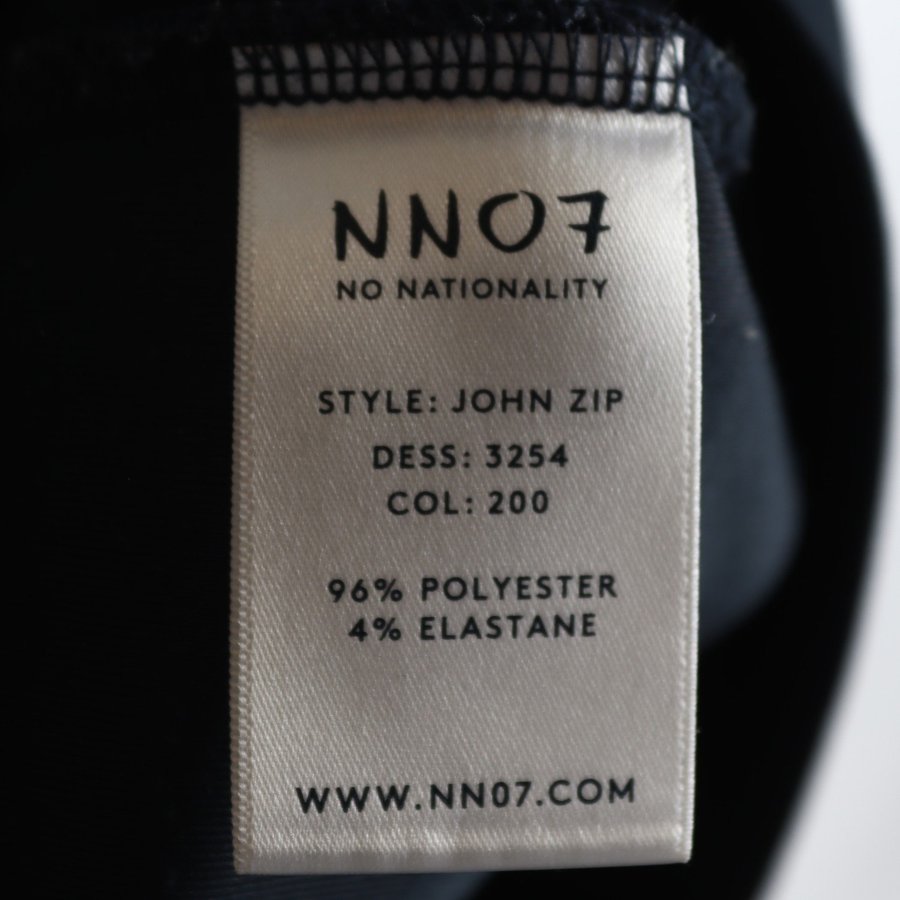 NN07
NO NATIONALITY
STYLE: JOHN ZIP
DESS: 3254
COL: 200
96% POLYESTER
4% ELASTANE
WWW.NN07.COM